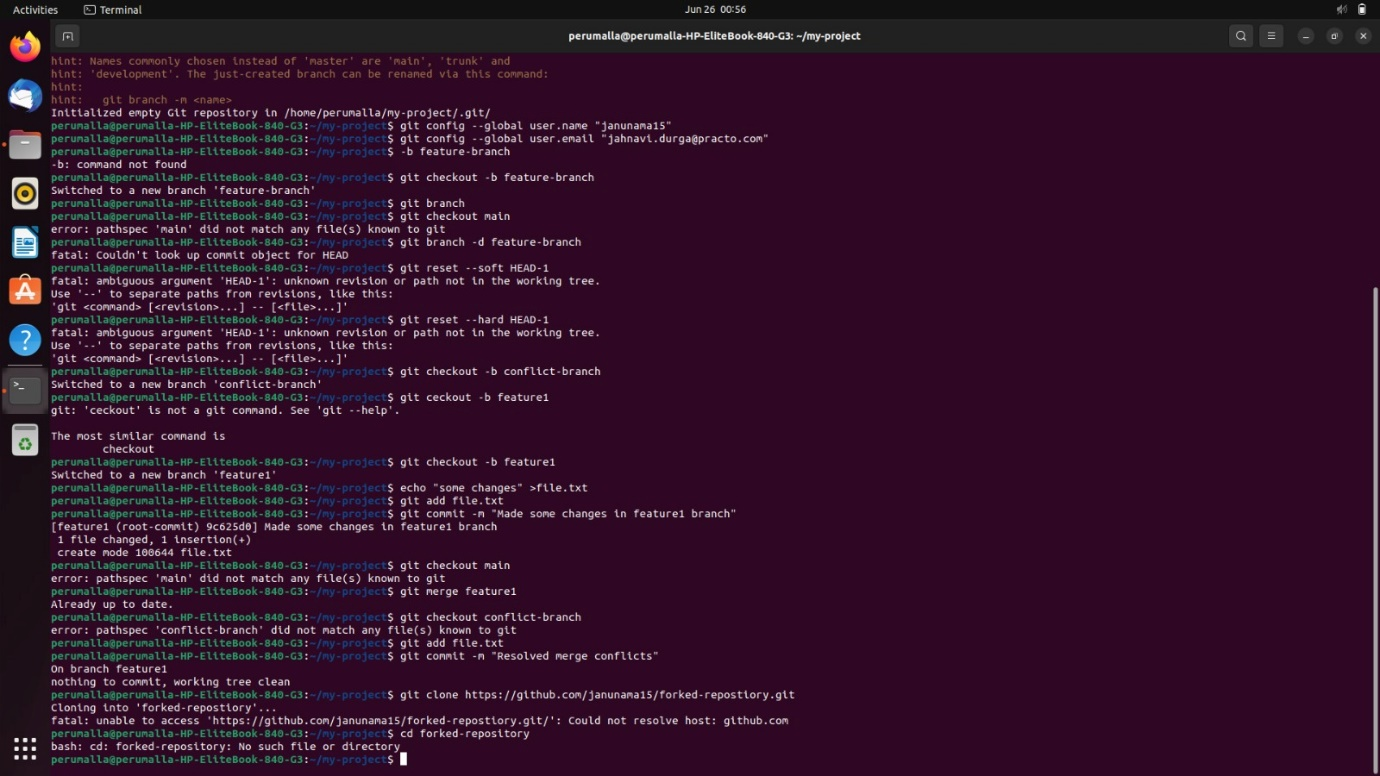 Activities
Terminal
Jun 26 00:56
perumalla@perumalla-HP-EliteBook-840-G3: ~/my-project
hint: Names commonly chosen instead of 'master' are 'main', 'trunk' and
hint: 'development'. The just-created branch can be renamed via this command:
hint:
hint:   git branch -m <name>
Initialized empty Git repository in /home/perumalla/my-project/.git/
perumalla@perumalla-HP-EliteBook-840-G3:~/my-project$ git config --global user.name "janunama15"
perumalla@perumalla-HP-EliteBook-840-G3:~/my-project$ git config --global user.email "jahnavi.durga@practo.com"
perumalla@perumalla-HP-EliteBook-840-G3:~/my-project$ -b feature-branch
-b: command not found
perumalla@perumalla-HP-EliteBook-840-G3:~/my-project$ git checkout -b feature-branch
Switched to a new branch 'feature-branch'
perumalla@perumalla-HP-EliteBook-840-G3:~/my-project$ git branch
perumalla@perumalla-HP-EliteBook-840-G3:~/my-project$ git checkout main
error: pathspec 'main' did not match any file(s) known to git
perumalla@perumalla-HP-EliteBook-840-G3:~/my-project$ git branch -d feature-branch
fatal: Couldn't look up commit object for HEAD
perumalla@perumalla-HP-EliteBook-840-G3:~/my-project$ git reset --soft HEAD-1
fatal: ambiguous argument 'HEAD-1': unknown revision or path not in the working tree.
Use '--' to separate paths from revisions, like this:
'git <command> [<revision>...] -- [<file>...]'
perumalla@perumalla-HP-EliteBook-840-G3:~/my-project$ git reset --hard HEAD-1
fatal: ambiguous argument 'HEAD-1': unknown revision or path not in the working tree.
Use '--' to separate paths from revisions, like this:
'git <command> [<revision>...] -- [<file>...]'
perumalla@perumalla-HP-EliteBook-840-G3:~/my-project$ git checkout -b conflict-branch
Switched to a new branch 'conflict-branch'
perumalla@perumalla-HP-EliteBook-840-G3:~/my-project$ git ceckout -b feature1
git: 'ceckout' is not a git command. See 'git --help'.
The most similar command is
checkout
perumalla@perumalla-HP-EliteBook-840-G3:~/my-project$ git checkout -b feature1
Switched to a new branch 'feature1'
perumalla@perumalla-HP-EliteBook-840-G3:~/my-project$ echo "some changes" >file.txt
perumalla@perumalla-HP-EliteBook-840-G3:~/my-project$ git add file.txt
perumalla@perumalla-HP-EliteBook-840-G3:~/my-project$ git commit -m "Made some changes in feature1 branch"
[feature1 (root-commit) 9c625d0] Made some changes in feature1 branch
1 file changed, 1 insertion(+)
create mode 100644 file.txt
perumalla@perumalla-HP-EliteBook-840-G3:~/my-project$ git checkout main
error: pathspec 'main' did not match any file(s) known to git
perumalla@perumalla-HP-EliteBook-840-G3:~/my-project$ git merge feature1
Already up to date.
perumalla@perumalla-HP-EliteBook-840-G3:~/my-project$ git checkout conflict-branch
error: pathspec 'conflict-branch' did not match any file(s) known to git
perumalla@perumalla-HP-EliteBook-840-G3:~/my-project$ git add file.txt
perumalla@perumalla-HP-EliteBook-840-G3:~/my-project$ git commit -m "Resolved merge conflicts"
On branch feature1
nothing to commit, working tree clean
perumalla@perumalla-HP-EliteBook-840-G3:~/my-project$ git clone https://github.com/janunama15/forked-repostiory.git
Cloning into 'forked-repostiory'...
fatal: unable to access 'https://github.com/janunama15/forked-repostiory.git/': Could not resolve host: github.com
perumalla@perumalla-HP-EliteBook-840-G3:~/my-project$ cd forked-repository
bash: cd: forked-repository: No such file or directory
perumalla@perumalla-HP-EliteBook-840-G3:~/my-project$